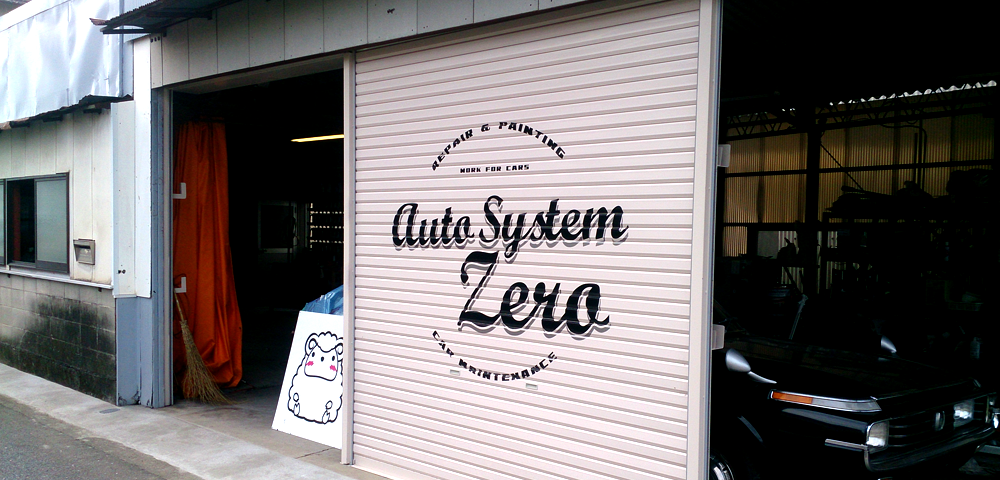 REPAIR & PAINTING
WORK FOR CARS
Auto System
Zero
CAR MAINTENANCE